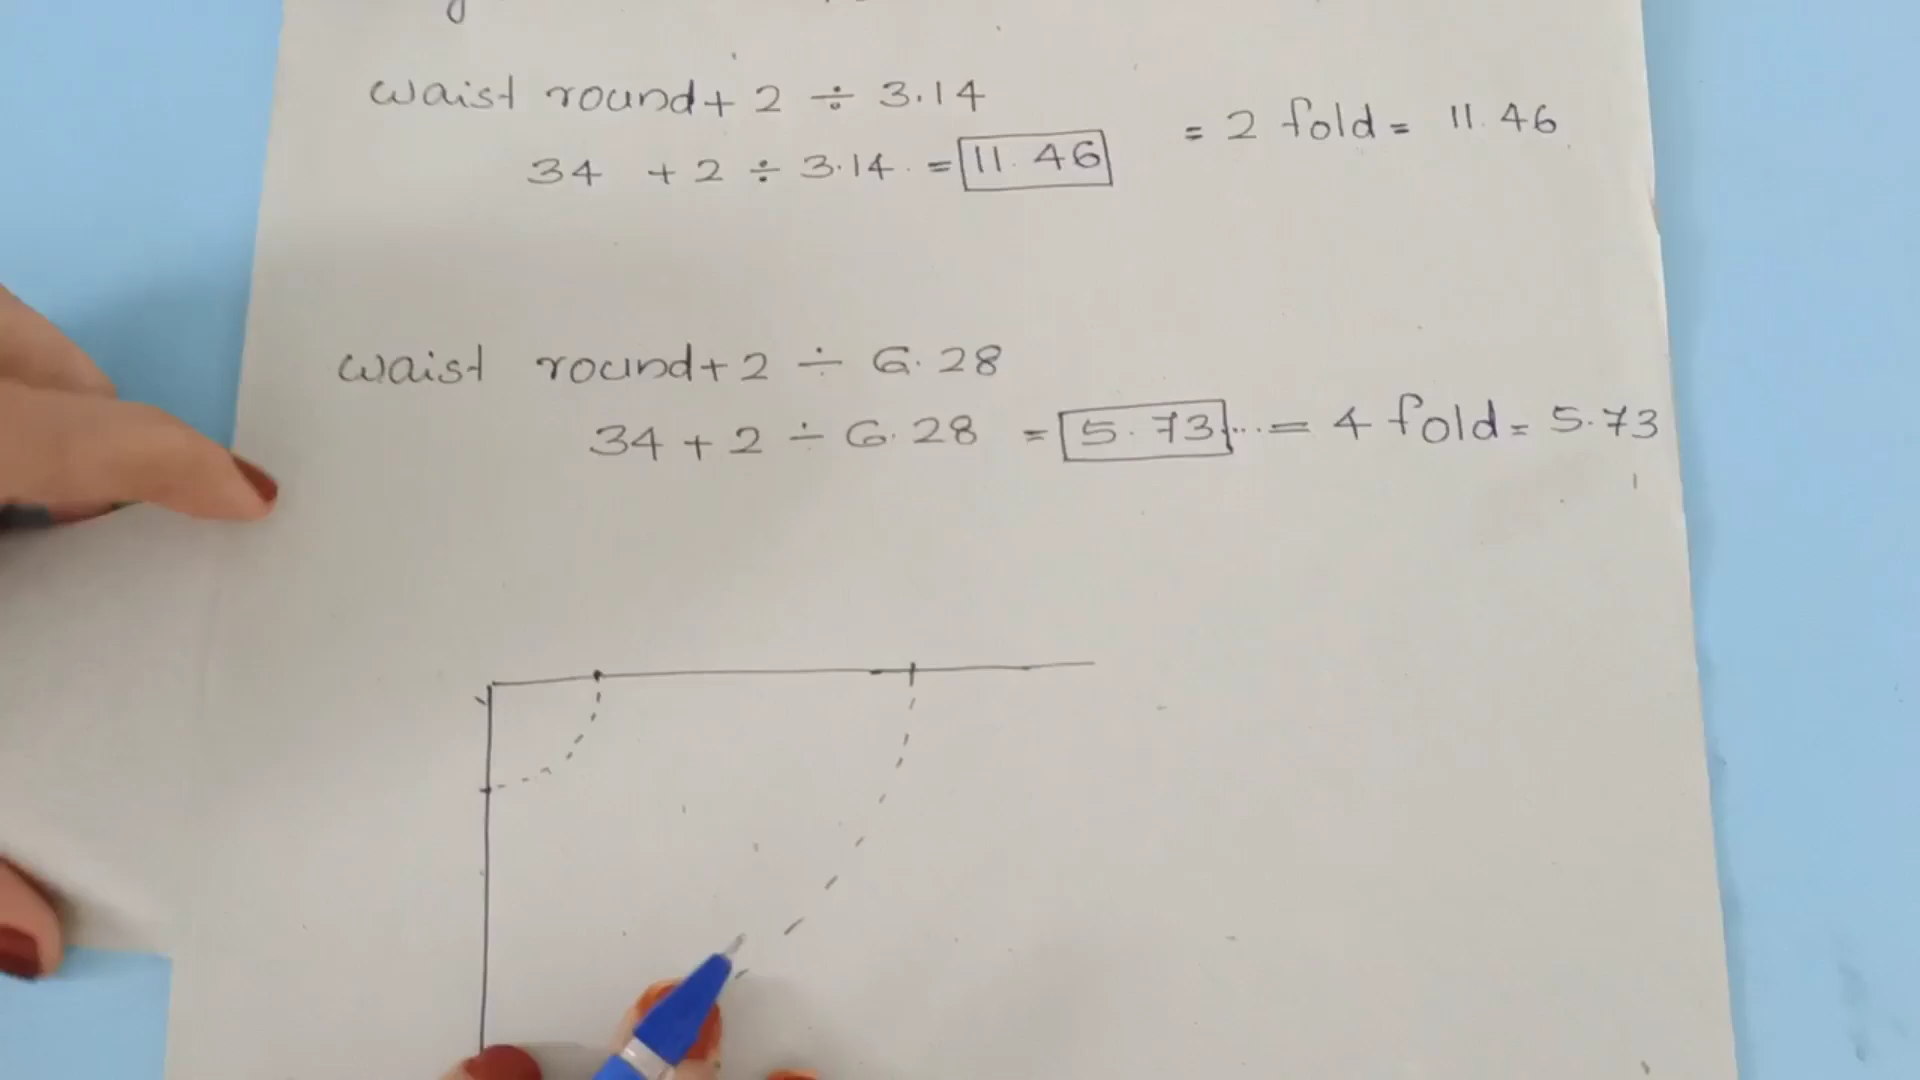 waist round + 2 ÷ 3.14
34 + 2 ÷ 3.14 = 11.46 = 2 fold = 11.46
waist round + 2 ÷ 6.28
34 + 2 ÷ 6.28 = 5.73... = 4 fold = 5.73